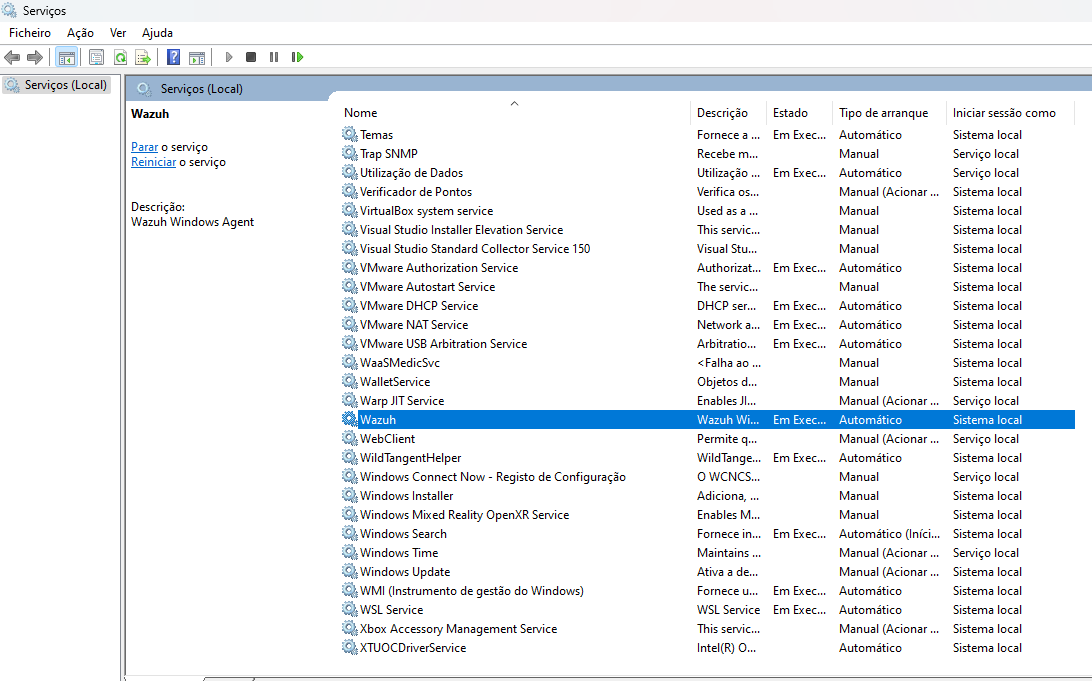 Serviços
Ficheiro Ação Ver Ajuda
Serviços (Local)
Serviços (Local)
Wazuh
Parar o serviço
Reiniciar o serviço
Descrição:
Wazuh Windows Agent
Nome Descrição Estado Tipo de arranque Iniciar sessão como
Temas Fornece a ... Em Exec... Automático Sistema local
Trap SNMP Recebe m... Manual Serviço local
Utilização de Dados Utilização ... Em Exec... Automático Serviço local
Verificador de Pontos Verifica os... Manual (Acionar ... Sistema local
VirtualBox system service Used as a ... Manual Sistema local
Visual Studio Installer Elevation Service This servic... Manual Sistema local
Visual Studio Standard Collector Service 150 Visual Stu... Manual Sistema local
VMware Authorization Service Authorizat... Em Exec... Automático Sistema local
VMware Autostart Service The servic... Manual Sistema local
VMware DHCP Service DHCP ser... Em Exec... Automático Sistema local
VMware NAT Service Network a... Em Exec... Automático Sistema local
VMware USB Arbitration Service Arbitratio... Em Exec... Automático Sistema local
WaaSMedicSvc <Falha ao ... Manual Sistema local
WalletService Objetos d... Manual Sistema local
Warp JIT Service Enables JI... Manual (Acionar ... Serviço local
Wazuh Wazuh Wi... Em Exec... Automático Sistema local
WebClient Permite q... Manual (Acionar ... Serviço local
WildTangentHelper WildTange... Em Exec... Automático Sistema local
Windows Connect Now - Registo de Configuração O WCNCS... Manual Serviço local
Windows Installer Adiciona, ... Manual Sistema local
Windows Mixed Reality OpenXR Service Enables M... Manual Sistema local
Windows Search Fornece in... Em Exec... Automático (Iníci... Sistema local
Windows Time Maintains ... Manual (Acionar ... Serviço local
Windows Update Ativa a de... Manual (Acionar ... Sistema local
WMI (Instrumento de gestão do Windows) Fornece u... Em Exec... Automático Sistema local
WSL Service WSL Service Em Exec... Automático Sistema local
Xbox Accessory Management Service This servic... Manual (Acionar ... Sistema local
XTUOCDriverService Intel(R) O... Automático Sistema local